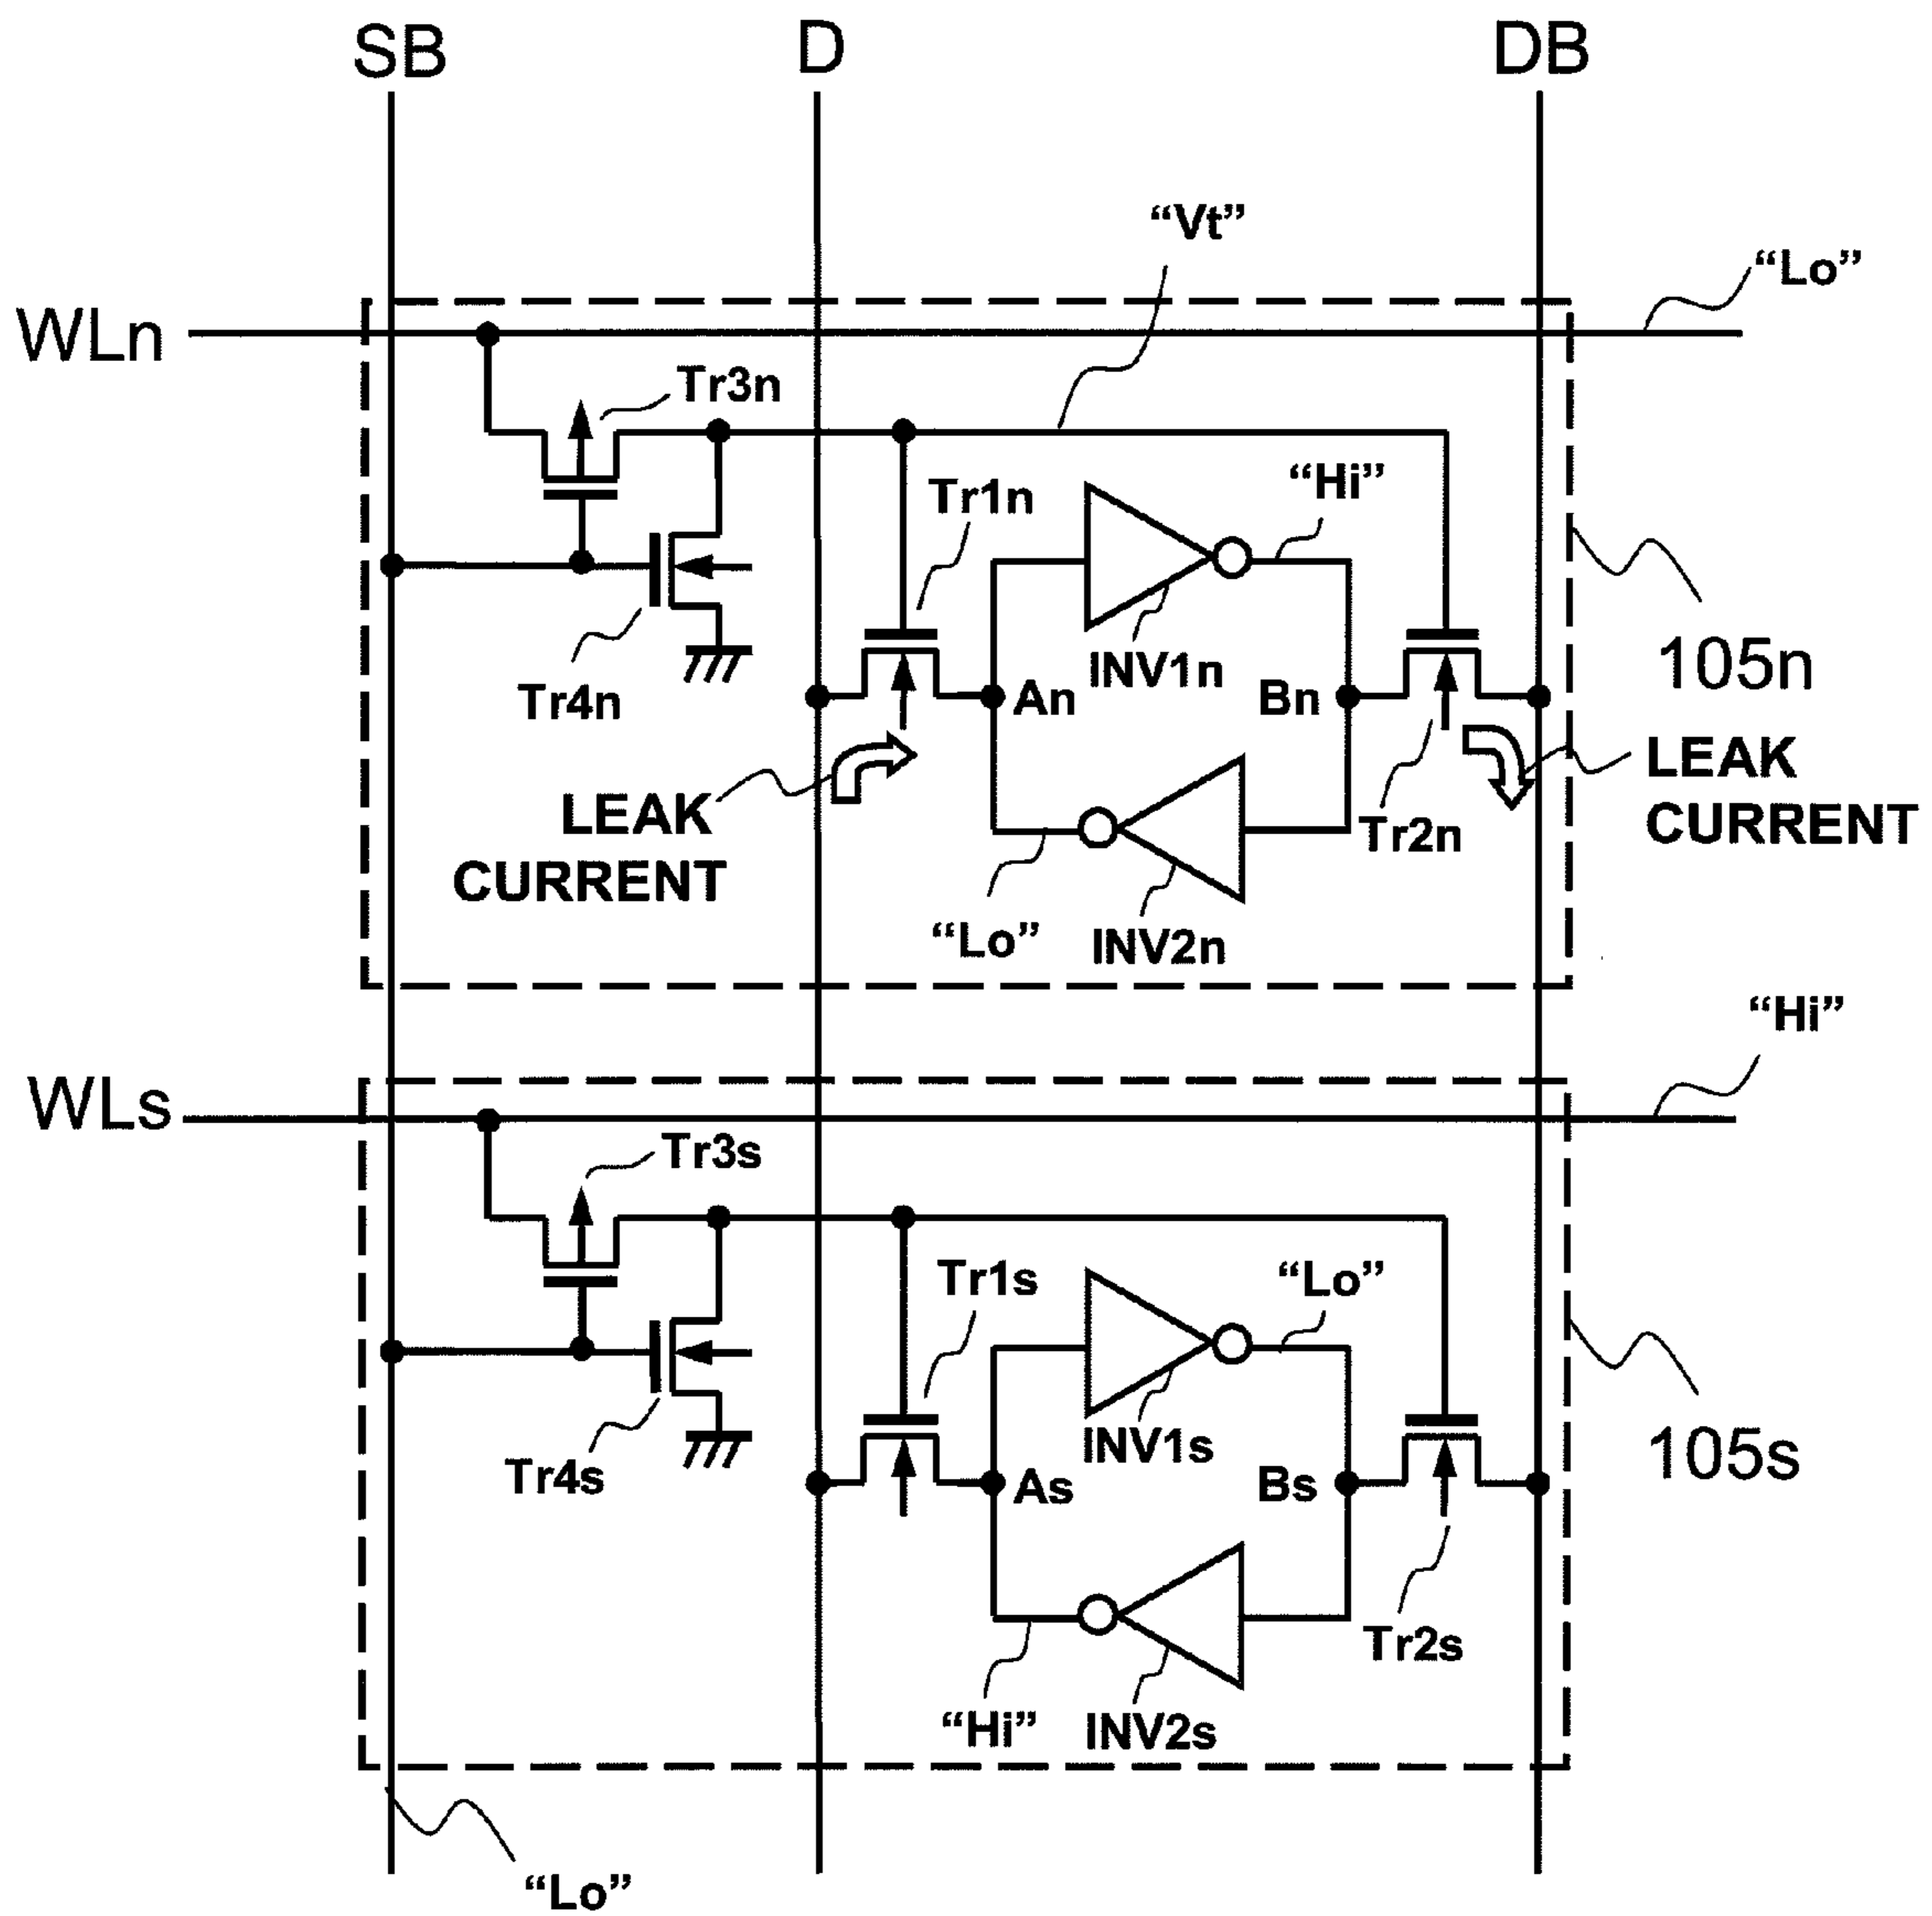 SB
D
DB
“Vt”
“Lo”
WLn
Tr3n
Tr1n
“Hi”
INV1n
105n
Tr4n
An
Bn
LEAK
CURRENT
LEAK
CURRENT
Tr2n
“Lo”
INV2n
“Hi”
WLs
Tr3s
Tr1s
“Lo”
INV1s
105s
Tr4s
As
Bs
Tr2s
“Hi”
INV2s
“Lo”